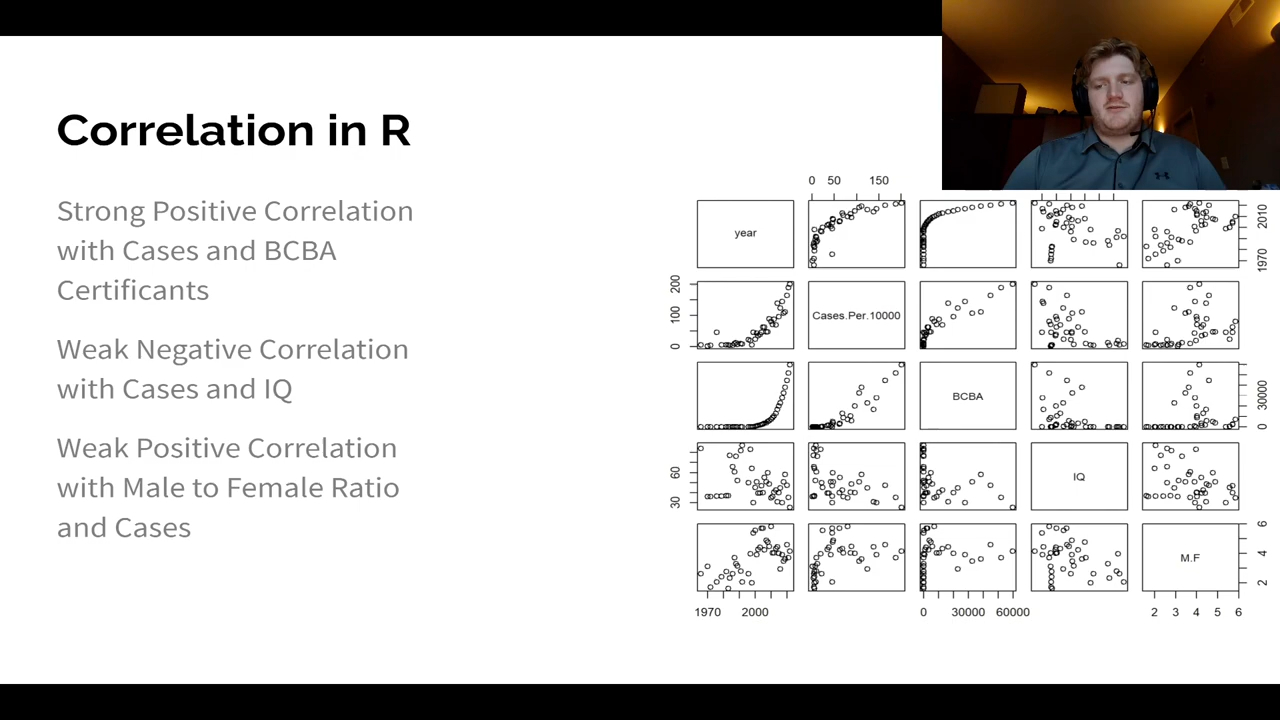 Correlation in R
Strong Positive Correlation
with Cases and BCBA
Certificants
Weak Negative Correlation
with Cases and IQ
Weak Positive Correlation
with Male to Female Ratio
and Cases
0 50 150
year
1970 2010
0 100 200
Cases.Per.10000
BCBA
0 30000
30 60
IQ
M.F
2 4 6
1970 2000
0 30000 60000
2 3 4 5 6